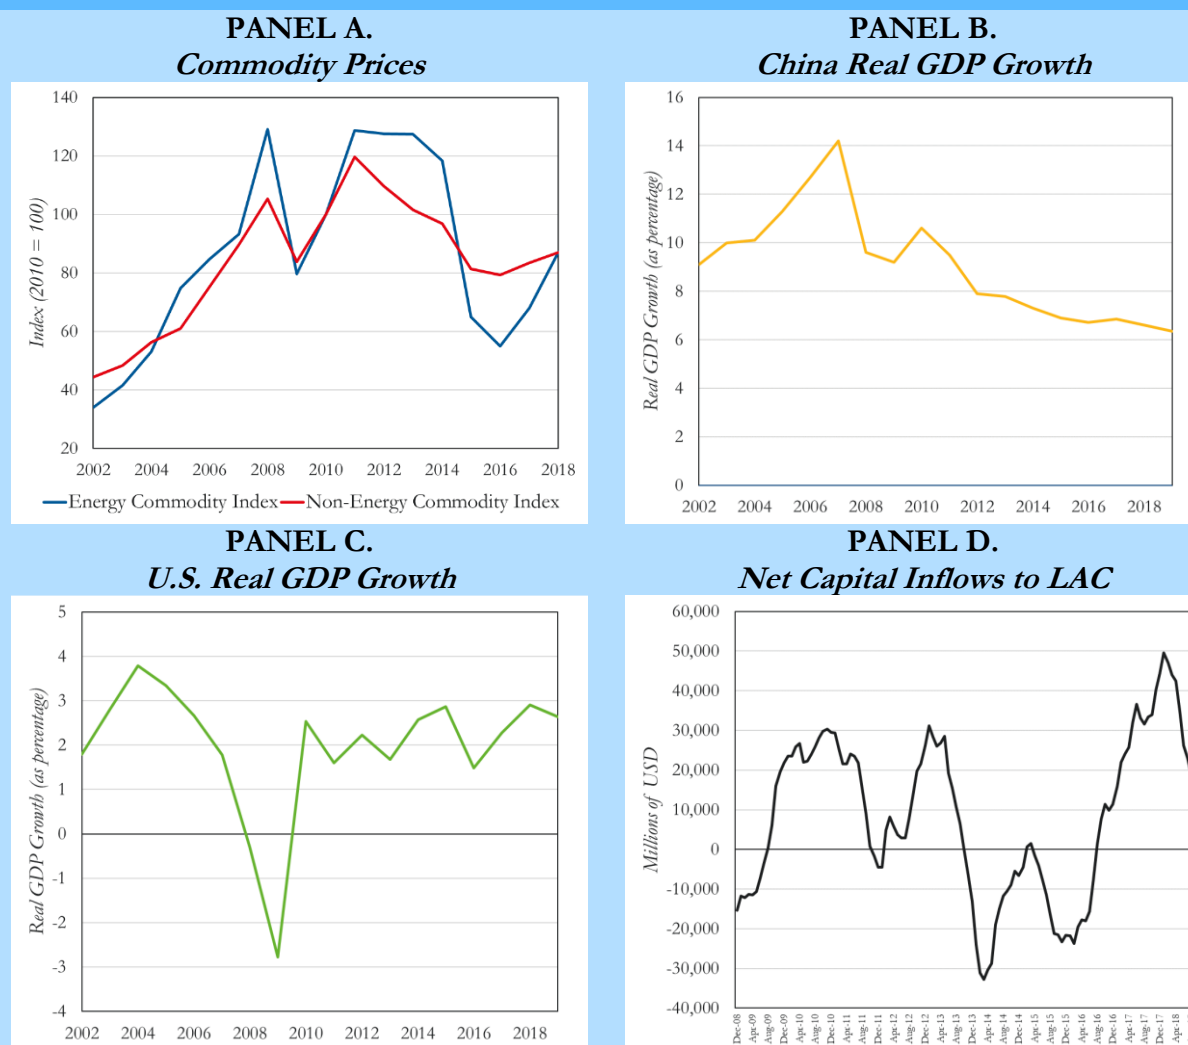 PANEL A.
Commodity Prices
Index (2010 = 100)
140
120
100
80
60
40
20
2002 2004 2006 2008 2010 2012 2014 2016 2018
Energy Commodity Index Non-Energy Commodity Index
PANEL B.
China Real GDP Growth
Real GDP Growth (as percentage)
16
14
12
10
8
6
4
2
0
2002 2004 2006 2008 2010 2012 2014 2016 2018
PANEL C.
U.S. Real GDP Growth
Real GDP Growth (as percentage)
5
4
3
2
1
0
-1
-2
-3
-4
2002 2004 2006 2008 2010 2012 2014 2016 2018
PANEL D.
Net Capital Inflows to LAC
Millions of USD
60,000
50,000
40,000
30,000
20,000
10,000
0
-10,000
-20,000
-30,000
-40,000
Dec-08 Apr-09 Aug-09 Dec-09 Apr-10 Aug-10 Dec-10 Apr-11 Aug-11 Dec-11 Apr-12 Aug-12 Dec-12 Apr-13 Aug-13 Dec-13 Apr-14 Aug-14 Dec-14 Apr-15 Aug-15 Dec-15 Apr-16 Aug-16 Dec-16 Apr-17 Aug-17 Dec-17 Apr-18